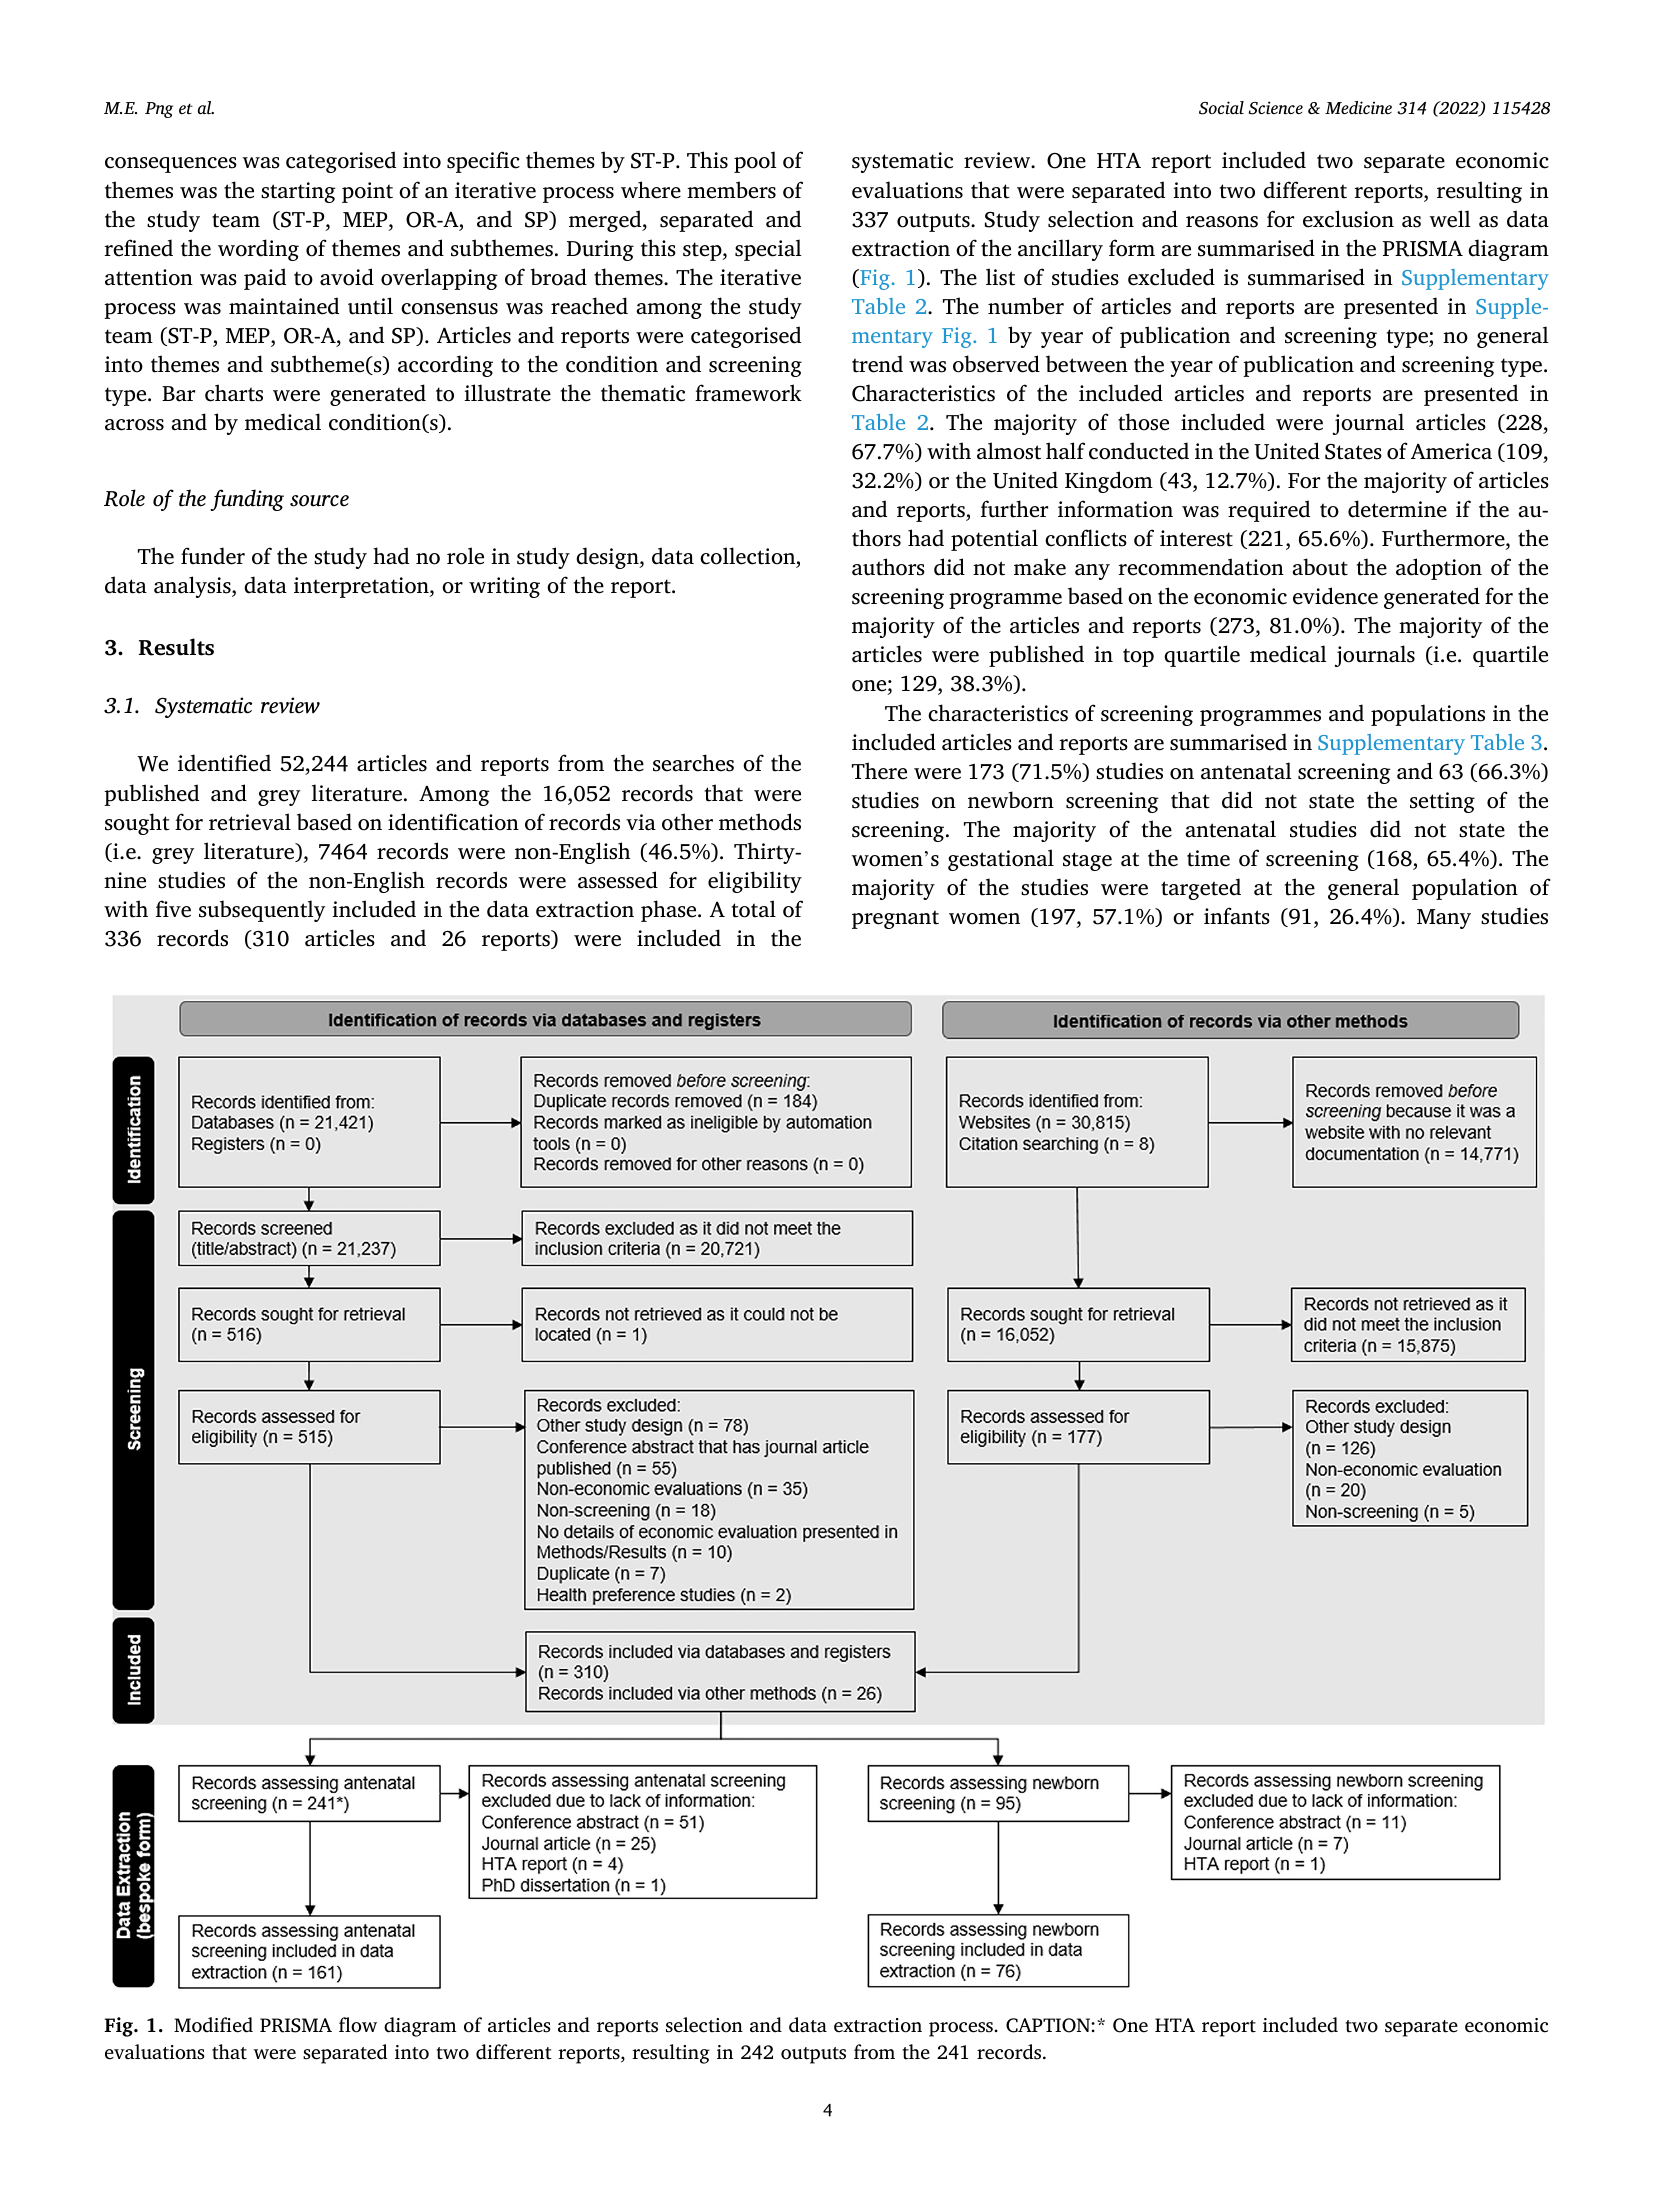 M.E. Png et al.
Social Science & Medicine 314 (2022) 115428
consequences was categorised into specific themes by ST-P. This pool of
themes was the starting point of an iterative process where members of
the study team (ST-P, MEP, OR-A, and SP) merged, separated and
refined the wording of themes and subthemes. During this step, special
attention was paid to avoid overlapping of broad themes. The iterative
process was maintained until consensus was reached among the study
team (ST-P, MEP, OR-A, and SP). Articles and reports were categorised
into themes and subtheme(s) according to the condition and screening
type. Bar charts were generated to illustrate the thematic framework
across and by medical condition(s).
Role of the funding source
The funder of the study had no role in study design, data collection,
data analysis, data interpretation, or writing of the report.
3. Results
3.1. Systematic review
We identified 52,244 articles and reports from the searches of the
published and grey literature. Among the 16,052 records that were
sought for retrieval based on identification of records via other methods
(i.e. grey literature), 7464 records were non-English (46.5%). Thirty-
nine studies of the non-English records were assessed for eligibility
with five subsequently included in the data extraction phase. A total of
336 records (310 articles and 26 reports) were included in the
systematic review. One HTA report included two separate economic
evaluations that were separated into two different reports, resulting in
337 outputs. Study selection and reasons for exclusion as well as data
extraction of the ancillary form are summarised in the PRISMA diagram
(Fig. 1). The list of studies excluded is summarised in Supplementary
Table 2. The number of articles and reports are presented in Supple-
mentary Fig. 1 by year of publication and screening type; no general
trend was observed between the year of publication and screening type.
Characteristics of the included articles and reports are presented in
Table 2. The majority of those included were journal articles (228,
67.7%) with almost half conducted in the United States of America (109,
32.2%) or the United Kingdom (43, 12.7%). For the majority of articles
and reports, further information was required to determine if the au-
thors had potential conflicts of interest (221, 65.6%). Furthermore, the
authors did not make any recommendation about the adoption of the
screening programme based on the economic evidence generated for the
majority of the articles and reports (273, 81.0%). The majority of the
articles were published in top quartile medical journals (i.e. quartile
one; 129, 38.3%).
The characteristics of screening programmes and populations in the
included articles and reports are summarised in Supplementary Table 3.
There were 173 (71.5%) studies on antenatal screening and 63 (66.3%)
studies on newborn screening that did not state the setting of the
screening. The majority of the antenatal studies did not state the
women's gestational stage at the time of screening (168, 65.4%). The
majority of the studies were targeted at the general population of
pregnant women (197, 57.1%) or infants (91, 26.4%). Many studies
Identification of records via databases and registers
Identification of records via other methods
Identification
Records identified from:
Databases (n = 21,421)
Registers (n = 0)
Records removed before screening:
Duplicate records removed (n = 184)
Records marked as ineligible by automation
tools (n = 0)
Records removed for other reasons (n = 0)
Records identified from:
Websites (n = 30,815)
Citation searching (n = 8)
Records removed before
screening because it was a
website with no relevant
documentation (n = 14,771)
Screening
Records screened
(title/abstract) (n = 21,237)
Records excluded as it did not meet the
inclusion criteria (n = 20,721)
Records sought for retrieval
(n = 516)
Records not retrieved as it could not be
located (n = 1)
Records sought for retrieval
(n = 16,052)
Records not retrieved as it
did not meet the inclusion
criteria (n = 15,875)
Records assessed for
eligibility (n = 515)
Records excluded:
Other study design (n = 78)
Conference abstract that has journal article
published (n = 55)
Non-economic evaluations (n = 35)
Non-screening (n = 18)
No details of economic evaluation presented in
Methods/Results (n = 10)
Duplicate (n = 7)
Health preference studies (n = 2)
Records assessed for
eligibility (n = 177)
Records excluded:
Other study design
(n = 126)
Non-economic evaluation
(n = 20)
Non-screening (n = 5)
Included
Records included via databases and registers
(n = 310)
Records included via other methods (n = 26)
Data Extraction
(bespoke form)
Records assessing antenatal
screening (n = 241*)
Records assessing antenatal screening
excluded due to lack of information:
Conference abstract (n = 51)
Journal article (n = 25)
HTA report (n = 4)
PhD dissertation (n = 1)
Records assessing newborn
screening (n = 95)
Records assessing newborn screening
excluded due to lack of information:
Conference abstract (n = 11)
Journal article (n = 7)
HTA report (n = 1)
Records assessing antenatal
screening included in data
extraction (n = 161)
Records assessing newborn
screening included in data
extraction (n = 76)
Fig. 1. Modified PRISMA flow diagram of articles and reports selection and data extraction process. CAPTION:* One HTA report included two separate economic
evaluations that were separated into two different reports, resulting in 242 outputs from the 241 records.
4